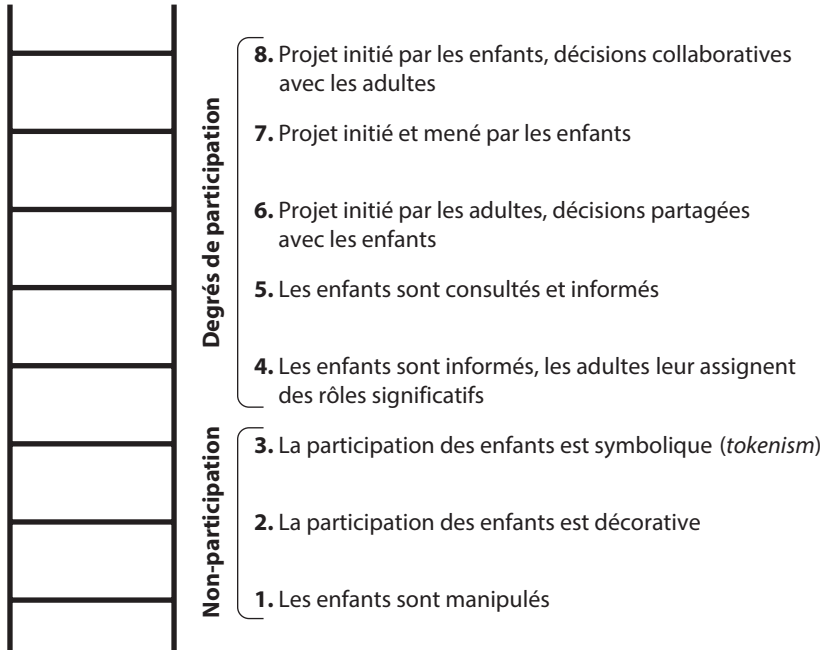 Degrés de participation
8. Projet initié par les enfants, décisions collaboratives
avec les adultes
7. Projet initié et mené par les enfants
6. Projet initié par les adultes, décisions partagées
avec les enfants
5. Les enfants sont consultés et informés
4. Les enfants sont informés, les adultes leur assignent
des rôles significatifs
Non-participation
3. La participation des enfants est symbolique (tokenism)
2. La participation des enfants est décorative
1. Les enfants sont manipulés